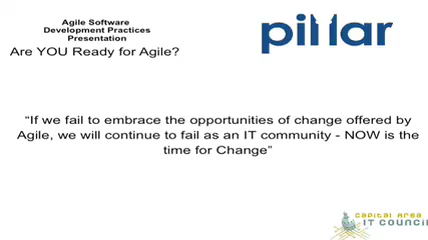 Agile Software
Development Practices
Presentation
Are YOU Ready for Agile?
pillar
“If we fail to embrace the opportunities of change offered by
Agile, we will continue to fail as an IT community - NOW is the
time for Change”
CAPITAL AREA
IT COUNCIL